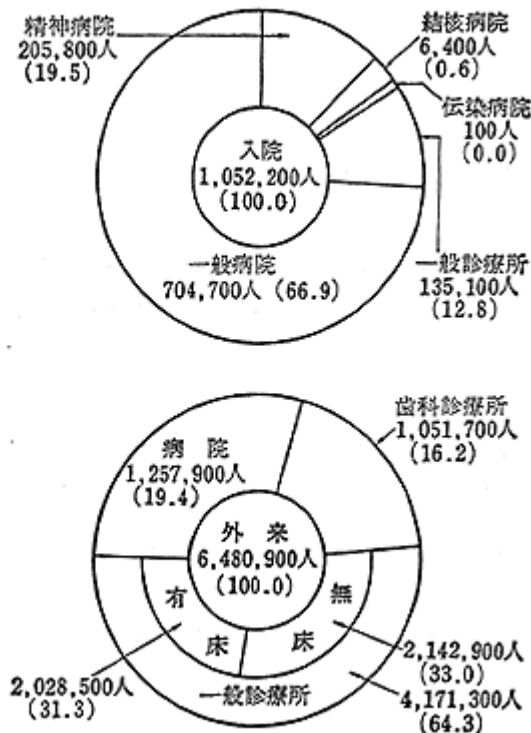 精神病院
205,800人
(19.5)
結核病院
6,400人
(0.6)
伝染病院
100人
(0.0)
入院
1,052,200人
(100.0)
一般病院
704,700人 (66.9)
一般診療所
135,100人
(12.8)
歯科診療所
1,051,700人
(16.2)
病院
1,257,900人
(19.4)
外来
6,480,900人
(100.0)
有床
無床
2,142,900人
(33.0)
2,028,500人
(31.3)
一般診療所
4,171,300人
(64.3)